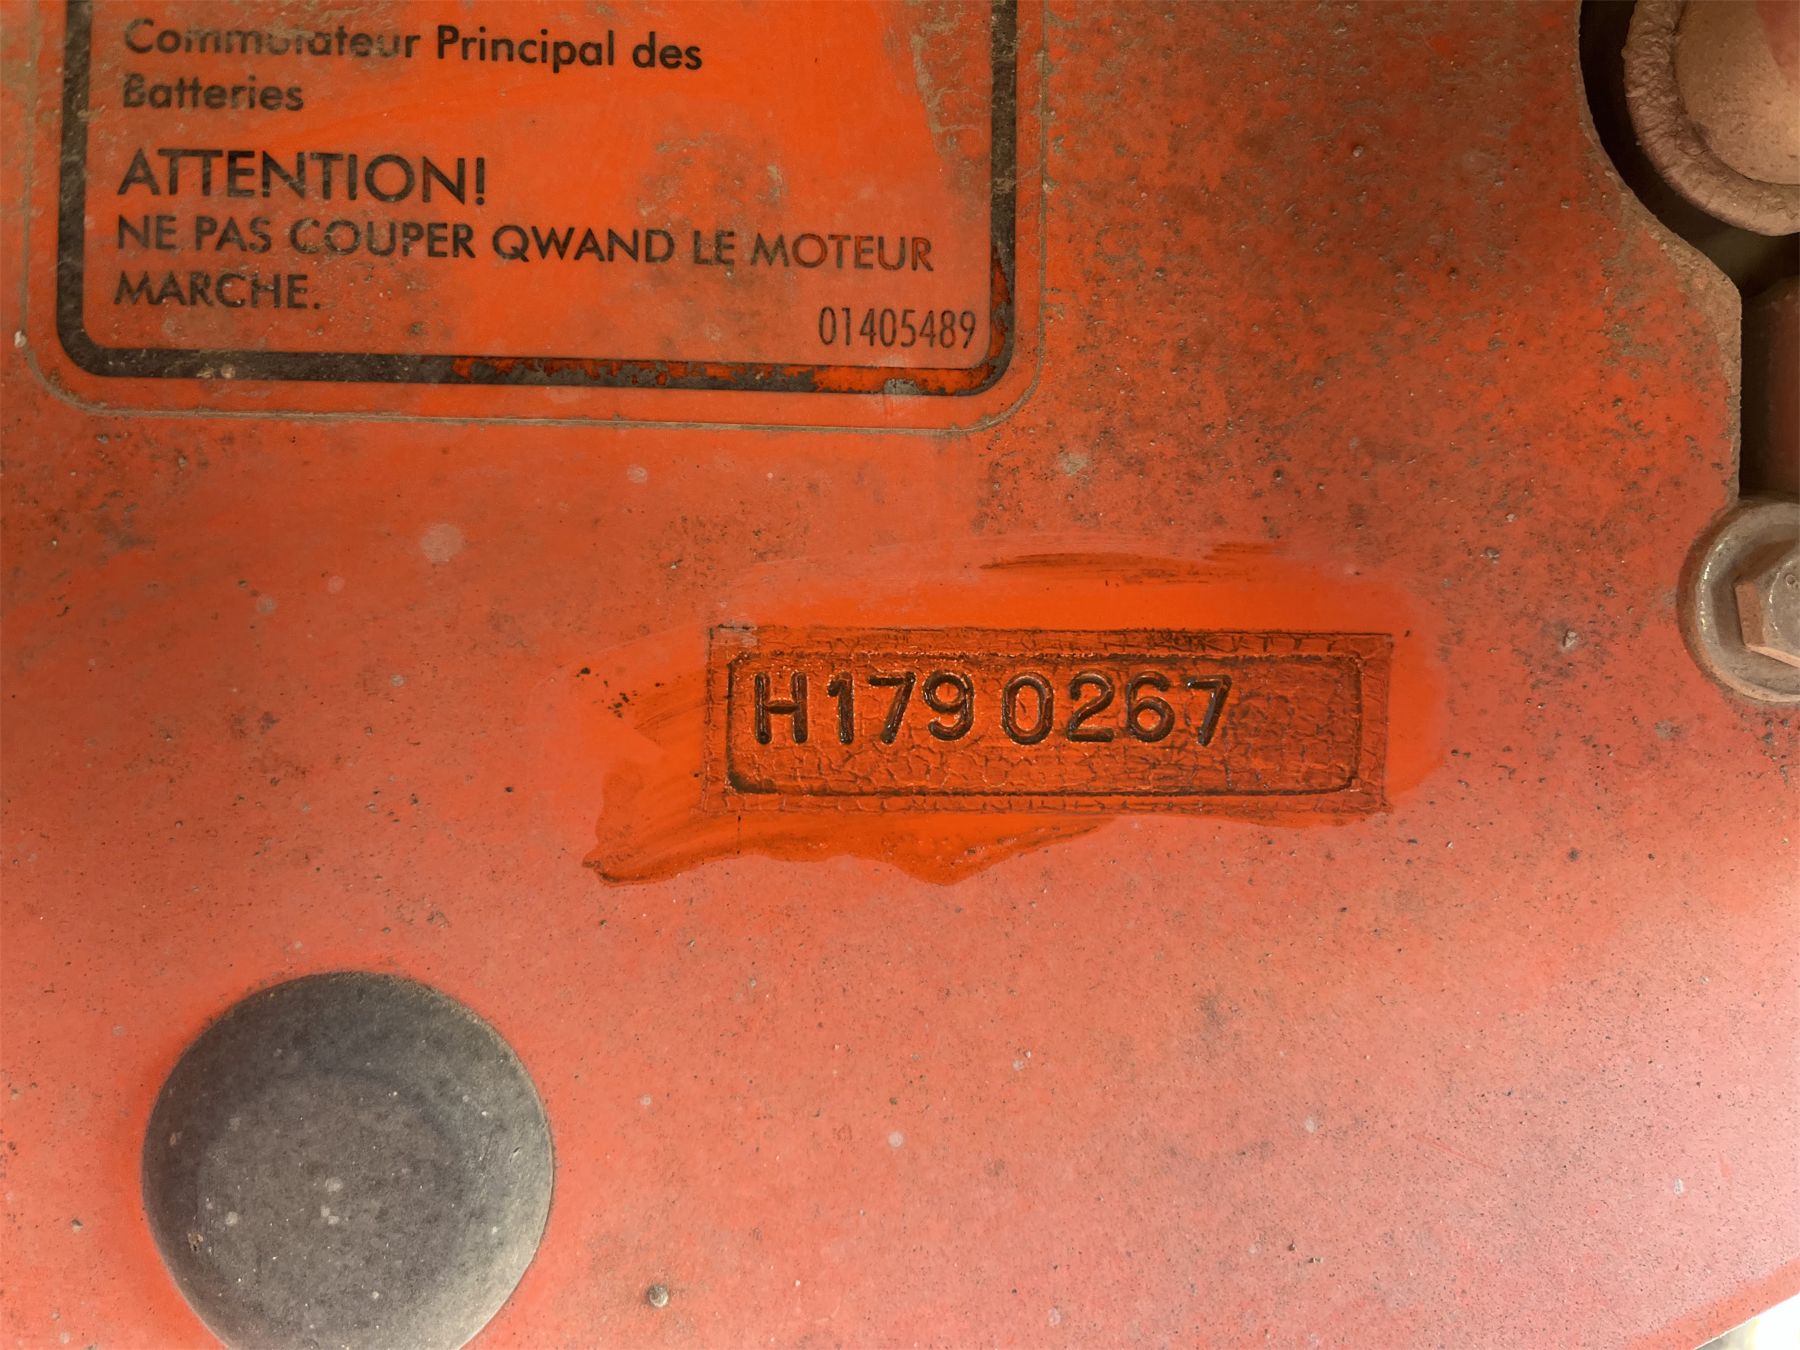 Commutateur Principal des
Batteries
ATTENTION!
NE PAS COUPER QWAND LE MOTEUR
MARCHE.
01405489
H179 0267